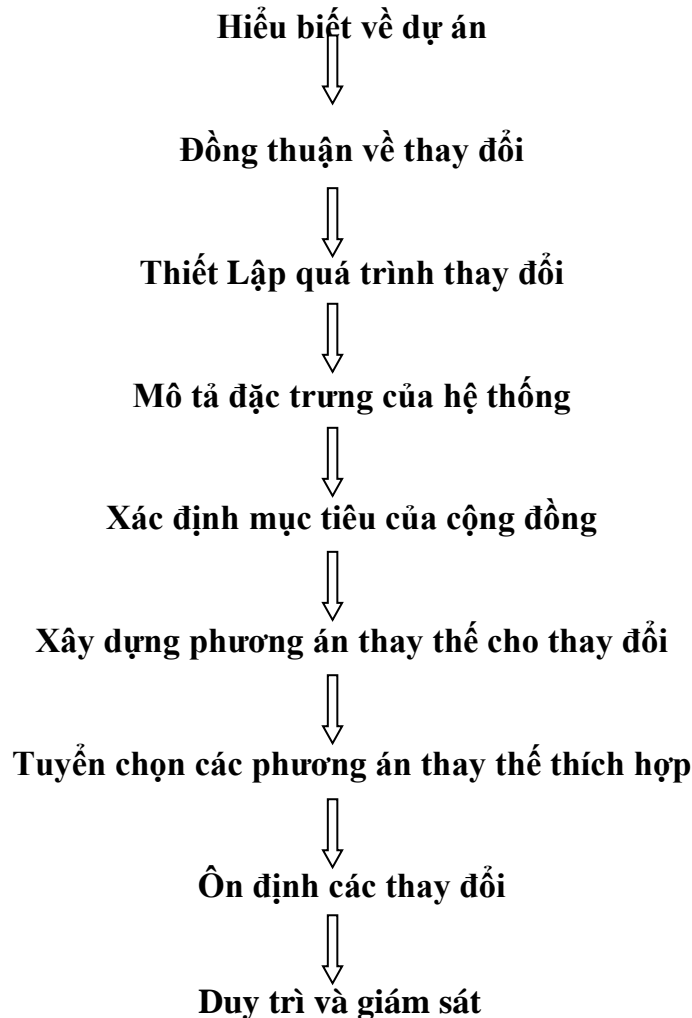 Hiểu biết về dự án
Đồng thuận về thay đổi
Thiết Lập quá trình thay đổi
Mô tả đặc trưng của hệ thống
Xác định mục tiêu của cộng đồng
Xây dựng phương án thay thế cho thay đổi
Tuyển chọn các phương án thay thế thích hợp
Ôn định các thay đổi
Duy trì và giám sát